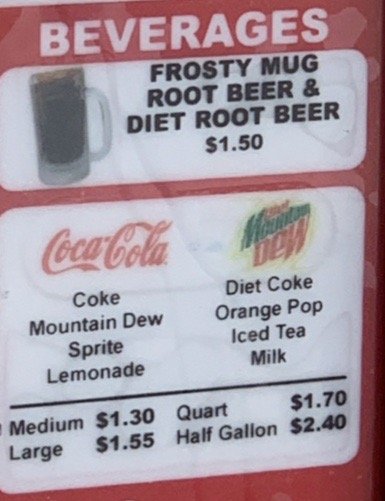 BEVERAGES
FROSTY MUG
ROOT BEER &
DIET ROOT BEER
$1.50
Coca-Cola
Diet
Mountain
DEW
Coke
Mountain Dew
Sprite
Lemonade
Diet Coke
Orange Pop
Iced Tea
Milk
Medium $1.30
Large $1.55
Quart $1.70
Half Gallon $2.40